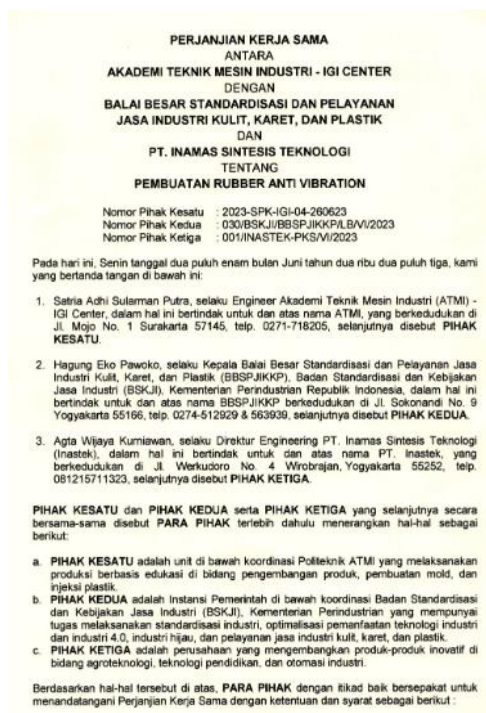 PERJANJIAN KERJA SAMA
ANTARA
AKADEMI TEKNIK MESIN INDUSTRI - IGI CENTER
DENGAN
BALAI BESAR STANDARDISASI DAN PELAYANAN
JASA INDUSTRI KULIT, KARET, DAN PLASTIK
DAN
PT. INAMAS SINTESIS TEKNOLOGI
TENTANG
PEMBUATAN RUBBER ANTI VIBRATION
Nomor Pihak Kesatu : 2023-SPK-IGI-04-260623
Nomor Pihak Kedua : 030/BSKJI/BBSPJIKKP/LB/VI/2023
Nomor Pihak Ketiga : 001/INASTEK-PKS/VI/2023
Pada hari ini, Senin tanggal dua puluh enam bulan Juni tahun dua ribu dua puluh tiga, kami
yang bertanda tangan di bawah ini:
1. Satria Adhi Sularman Putra, selaku Engineer Akademi Teknik Mesin Industri (ATMI) -
IGI Center, dalam hal ini bertindak untuk dan atas nama ATMI, yang berkedudukan di
Jl. Mojo No. 1 Surakarta 57145, telp. 0271-718205, selanjutnya disebut PIHAK
KESATU.
2. Hagung Eko Pawoko, selaku Kepala Balai Besar Standardisasi dan Pelayanan Jasa
Industri Kulit, Karet, dan Plastik (BBSPJIKKP), Badan Standardisasi dan Kebijakan
Jasa Industri (BSKJI), Kementerian Perindustrian Republik Indonesia, dalam hal ini
bertindak untuk dan atas nama BBSPJIKKP berkedudukan di Jl. Sokonandi No. 9
Yogyakarta 55166, telp. 0274-512929 & 563939, selanjutnya disebut PIHAK KEDUA.
3. Agta Wijaya Kurniawan, selaku Direktur Engineering PT. Inamas Sintesis Teknologi
(Inastek), dalam hal ini bertindak untuk dan atas nama PT. Inastek, yang
berkedudukan di Jl. Werkudoro No. 4 Wirobrajan, Yogyakarta 55252, telp.
081215711323, selanjutnya disebut PIHAK KETIGA.
PIHAK KESATU dan PIHAK KEDUA serta PIHAK KETIGA yang selanjutnya secara
bersama-sama disebut PARA PIHAK terlebih dahulu menerangkan hal-hal sebagai
berikut:
a. PIHAK KESATU adalah unit di bawah koordinasi Politeknik ATMI yang melaksanakan
produksi berbasis edukasi di bidang pengembangan produk, pembuatan mold, dan
injeksi plastik.
b. PIHAK KEDUA adalah Instansi Pemerintah di bawah koordinasi Badan Standardisasi
dan Kebijakan Jasa Industri (BSKJI), Kementerian Perindustrian yang mempunyai
tugas melaksanakan standardisasi industri, optimalisasi pemanfaatan teknologi industri
dan industri 4.0, industri hijau, dan pelayanan jasa industri kulit, karet, dan plastik.
c. PIHAK KETIGA adalah perusahaan yang mengembangkan produk-produk inovatif di
bidang agroteknologi, teknologi pendidikan, dan otomasi industri.
Berdasarkan hal-hal tersebut di atas, PARA PIHAK dengan itikad baik bersepakat untuk
menandatangani Perjanjian Kerja Sama dengan ketentuan dan syarat sebagai berikut :